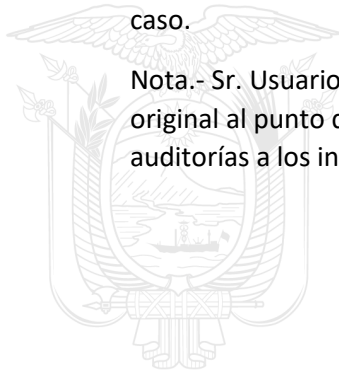 caso.
Nota.- Sr. Usuario
original al punto
auditorías a los in